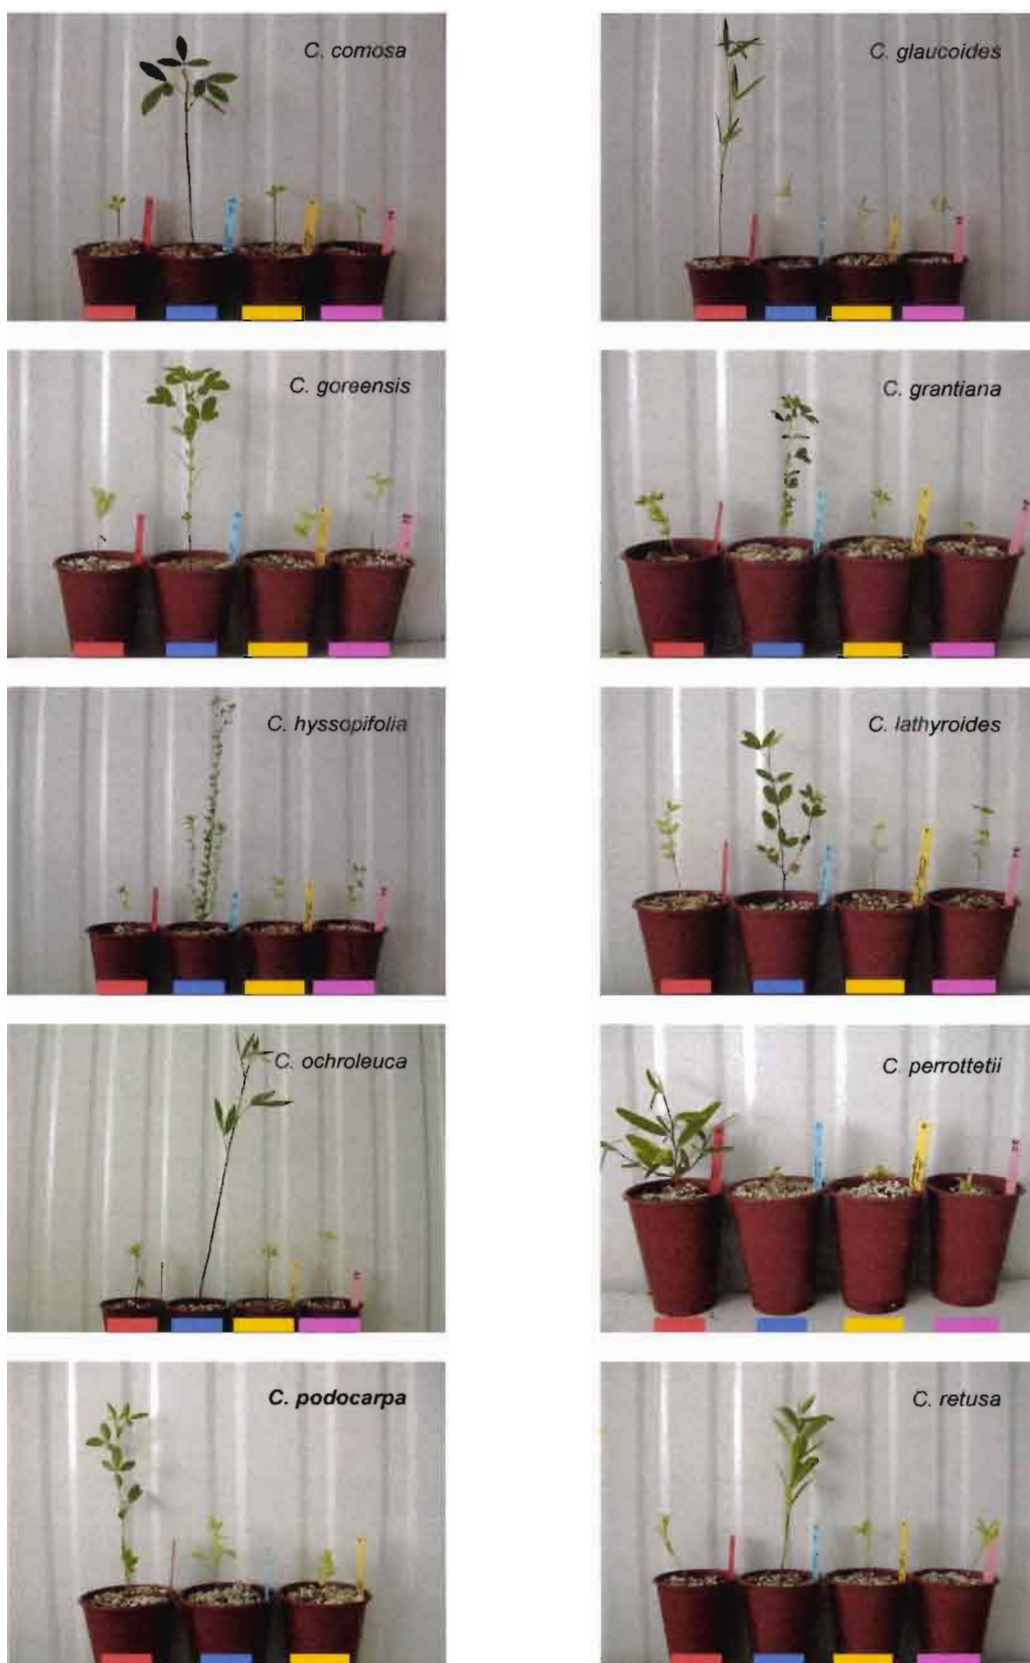 C. comosa
C. glaucoides
C. goreensis
C. grantiana
C. hyssopifolia
C. lathyroides
C. ochroleuca
C. perrottetii
C. podocarpa
C. retusa